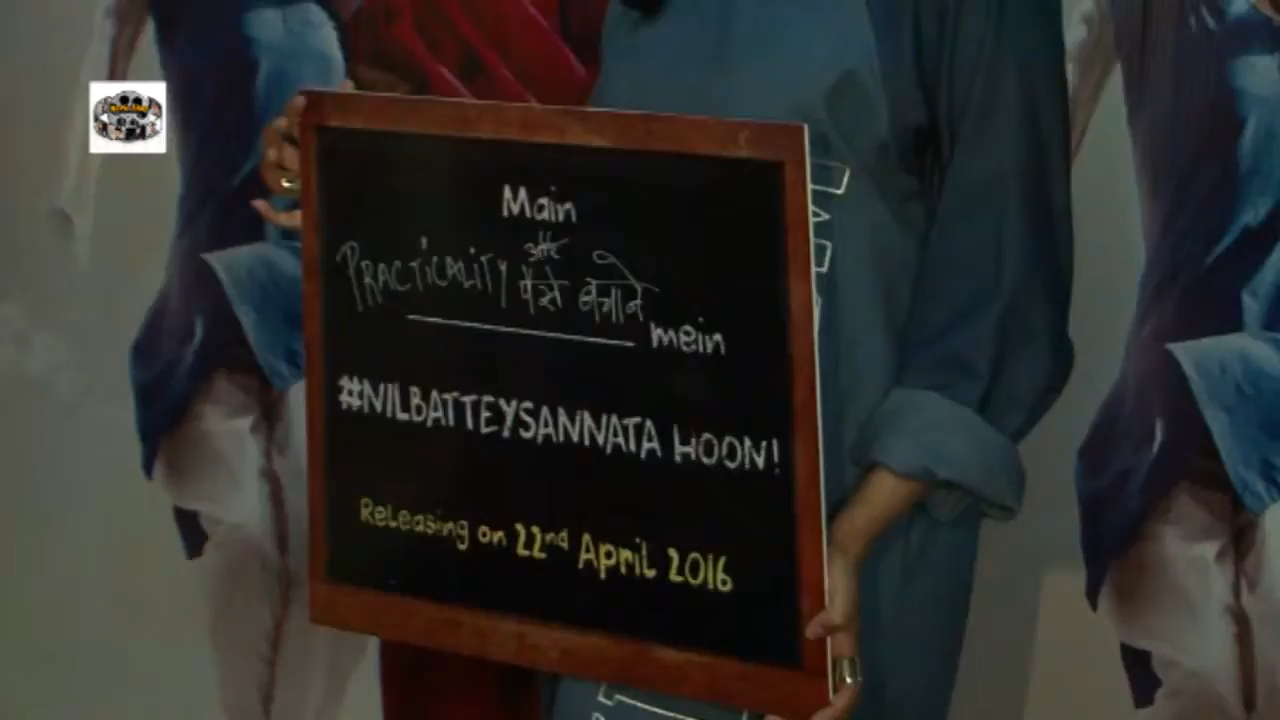 Main
और
PRACTICALITY पैसे बचाने
mein
#NILBATTEYSANNATA HOON!
Releasing on 22nd April 2016